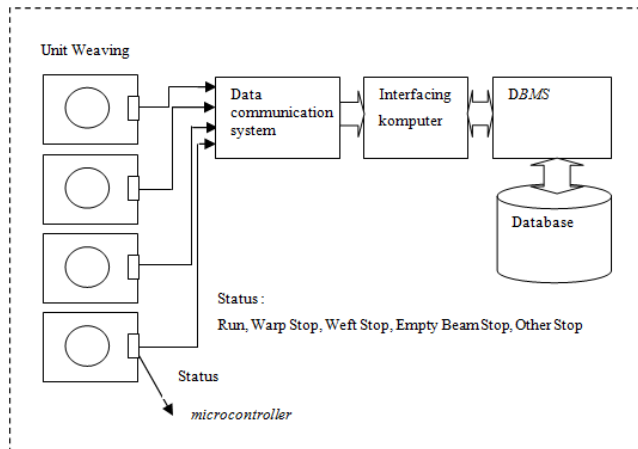 Unit Weaving
Data
communication
system
Interfacing
komputer
DBMS
Database
Status :
Run, Warp Stop, Weft Stop, Empty Beam Stop, Other Stop
Status
microcontroller